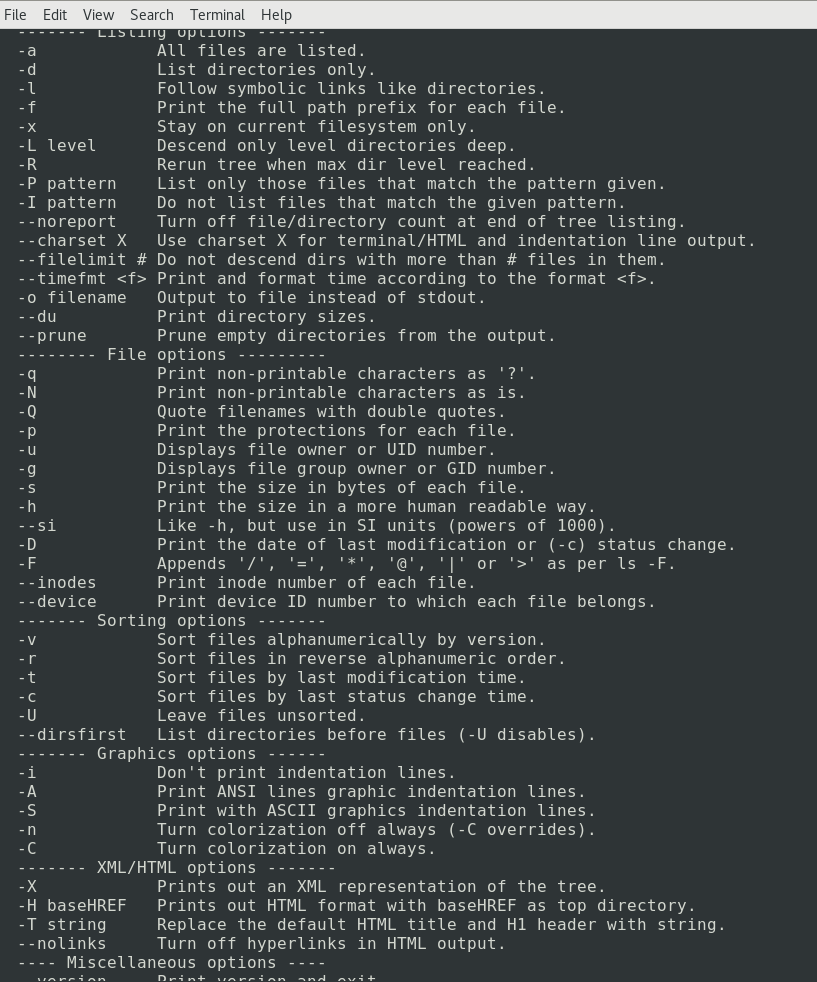 File Edit View Search Terminal Help
------- Listing options -------
-a            All files are listed.
-d            List directories only.
-l            Follow symbolic links like directories.
-f            Print the full path prefix for each file.
-x            Stay on current filesystem only.
-L level      Descend only level directories deep.
-R            Rerun tree when max dir level reached.
-P pattern    List only those files that match the pattern given.
-I pattern    Do not list files that match the given pattern.
--noreport    Turn off file/directory count at end of tree listing.
--charset X   Use charset X for terminal/HTML and indentation line output.
--filelimit # Do not descend dirs with more than # files in them.
--timefmt <f> Print and format time according to the format <f>.
-o filename   Output to file instead of stdout.
--du          Print directory sizes.
--prune       Prune empty directories from the output.
-------- File options ---------
-q            Print non-printable characters as '?'.
-N            Print non-printable characters as is.
-Q            Quote filenames with double quotes.
-p            Print the protections for each file.
-u            Displays file owner or UID number.
-g            Displays file group owner or GID number.
-s            Print the size in bytes of each file.
-h            Print the size in a more human readable way.
--si          Like -h, but use in SI units (powers of 1000).
-D            Print the date of last modification or (-c) status change.
-F            Appends '/', '=', '*', '@', '|' or '>' as per ls -F.
--inodes      Print inode number of each file.
--device      Print device ID number to which each file belongs.
------- Sorting options -------
-v            Sort files alphanumerically by version.
-r            Sort files in reverse alphanumeric order.
-t            Sort files by last modification time.
-c            Sort files by last status change time.
-U            Leave files unsorted.
--dirsfirst   List directories before files (-U disables).
------- Graphics options ------
-i            Don't print indentation lines.
-A            Print ANSI lines graphic indentation lines.
-S            Print with ASCII graphics indentation lines.
-n            Turn colorization off always (-C overrides).
-C            Turn colorization on always.
------- XML/HTML options -------
-X            Prints out an XML representation of the tree.
-H baseHREF   Prints out HTML format with baseHREF as top directory.
-T string     Replace the default HTML title and H1 header with string.
--nolinks     Turn off hyperlinks in HTML output.
---- Miscellaneous options ----
--version     Print version and exit